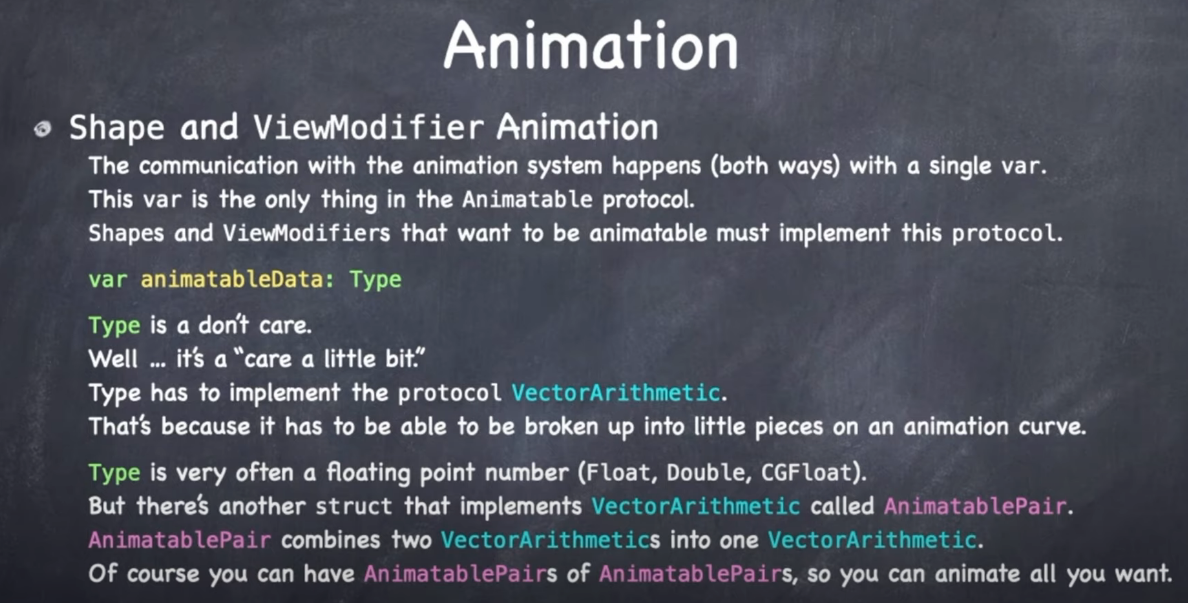 Animation
Shape and ViewModifier Animation
The communication with the animation system happens (both ways) with a single var.
This var is the only thing in the Animatable protocol.
Shapes and ViewModifiers that want to be animatable must implement this protocol.
var animatableData: Type
Type is a don't care.
Well ... it's a “care a little bit.”
Type has to implement the protocol VectorArithmetic.
That's because it has to be able to be broken up into little pieces on an animation curve.
Type is very often a floating point number (Float, Double, CGFloat).
But there's another struct that implements VectorArithmetic called AnimatablePair.
AnimatablePair combines two VectorArithmetics into one VectorArithmetic.
Of course you can have AnimatablePairs of AnimatablePairs, so you can animate all you want.